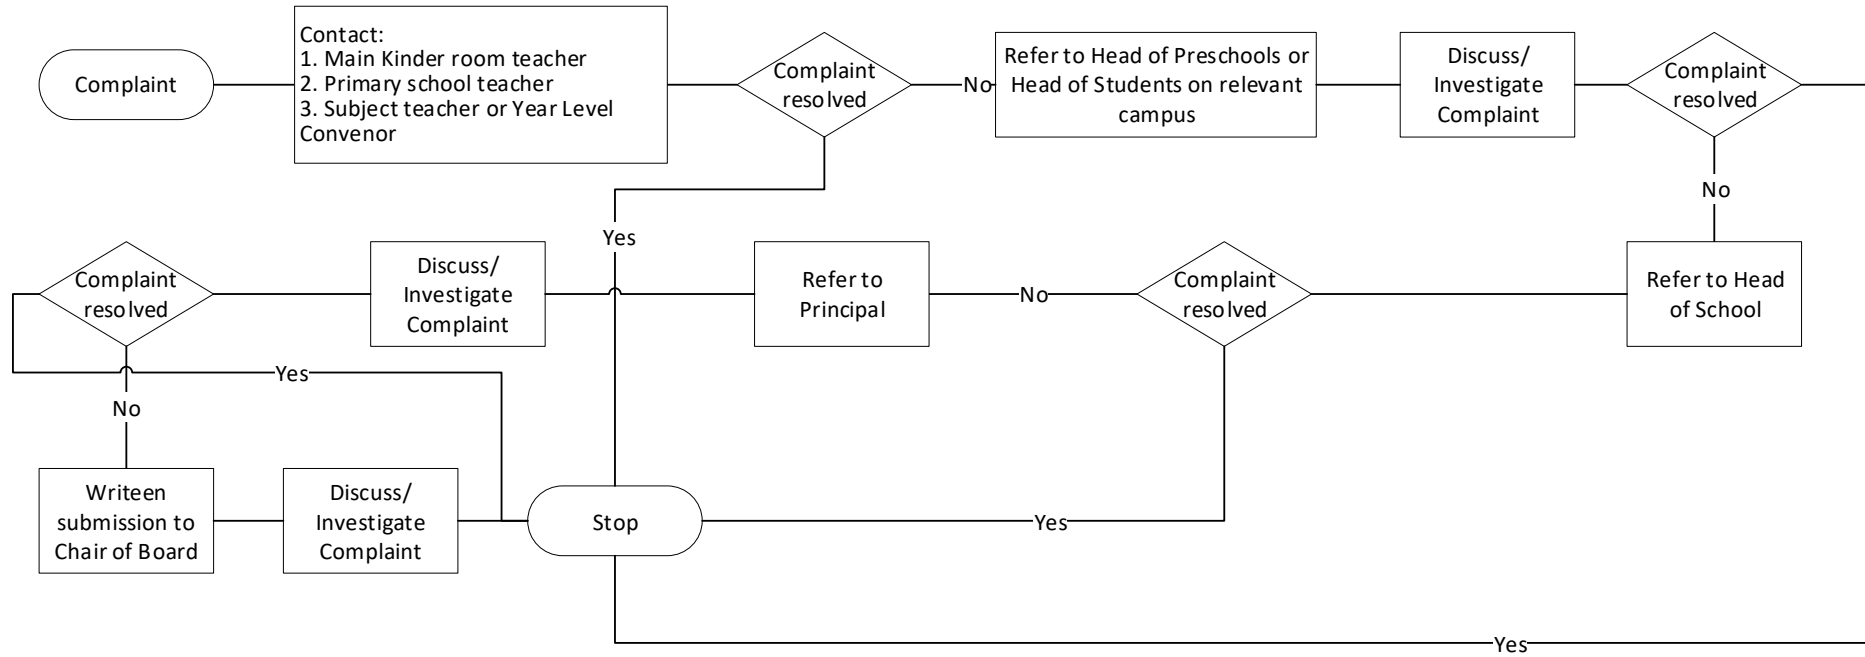 Complaint
Contact:
1. Main Kinder room teacher
2. Primary school teacher
3. Subject teacher or Year Level
Convenor
Complaint
resolved
No
Refer to Head of Preschools or
Head of Students on relevant
campus
Discuss/
Investigate
Complaint
Complaint
resolved
No
Yes
Complaint
resolved
Discuss/
Investigate
Complaint
Refer to
Principal
No
Complaint
resolved
Refer to Head
of School
Yes
No
Writeen
submission to
Chair of Board
Discuss/
Investigate
Complaint
Stop
Yes
Yes